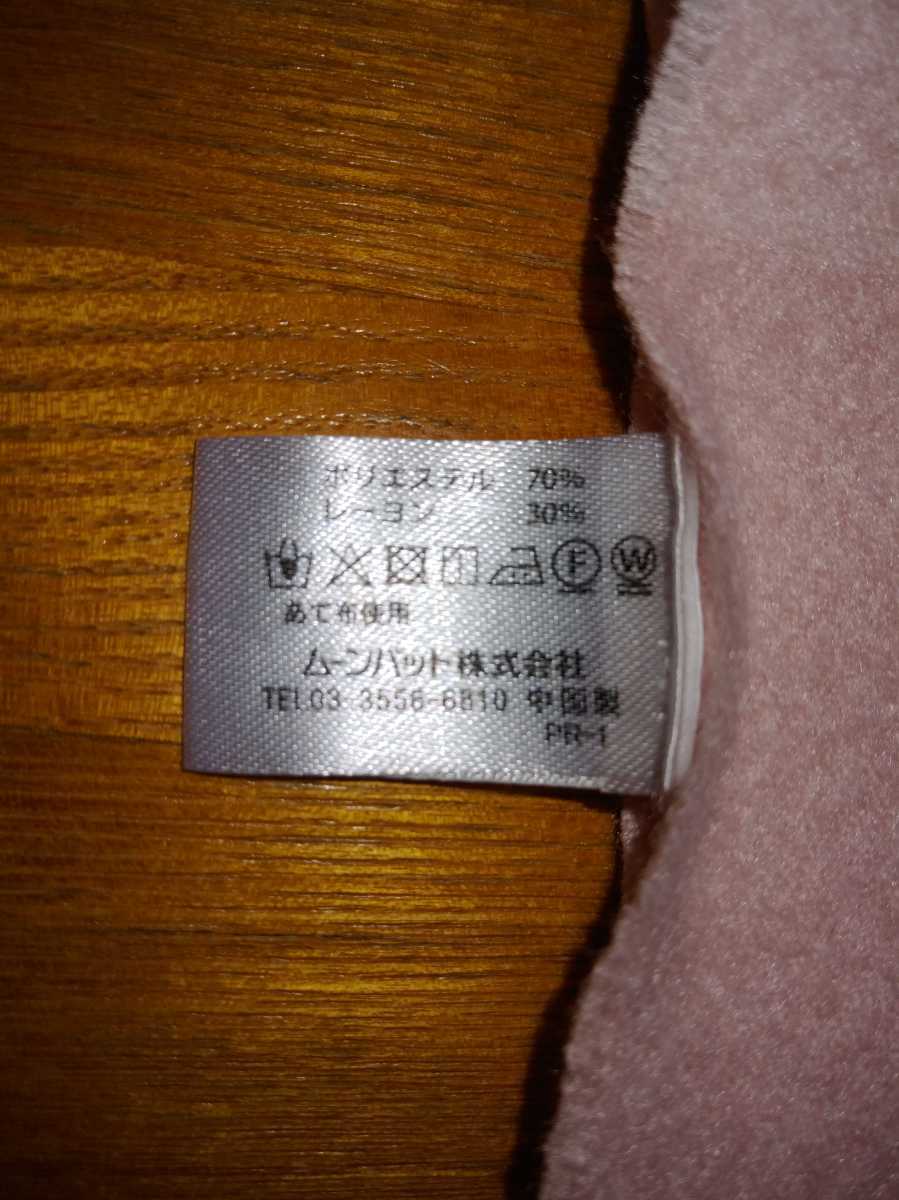 ポリエステル 70%
レーヨン 30%
F W
あて布使用
ムーンバット株式会社
TEL03 3556-6810 中国製
PR-1